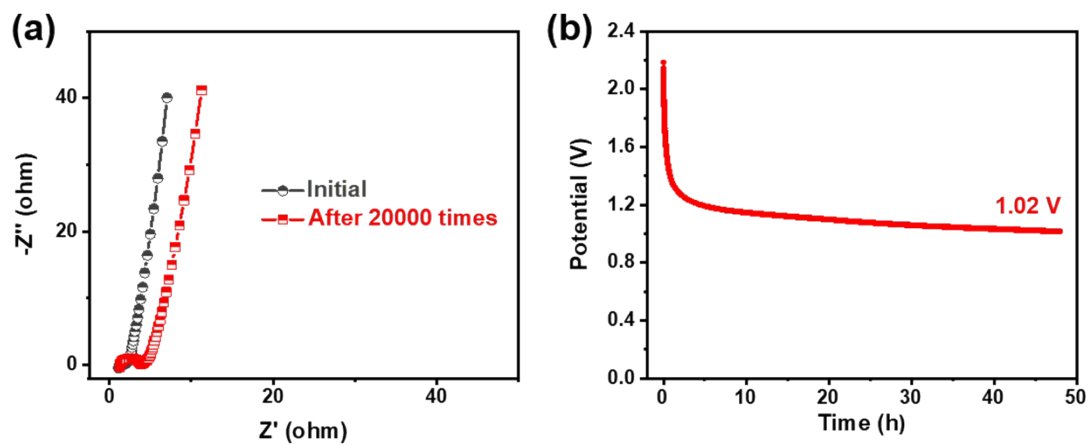 (a)
-Z'' (ohm)
40
20
0
Initial
After 20000 times
0
20
40
Z' (ohm)
(b)
Potential (V)
2.4
2.0
1.6
1.2
0.8
0.4
0.0
1.02 V
0
10
20
30
40
50
Time (h)